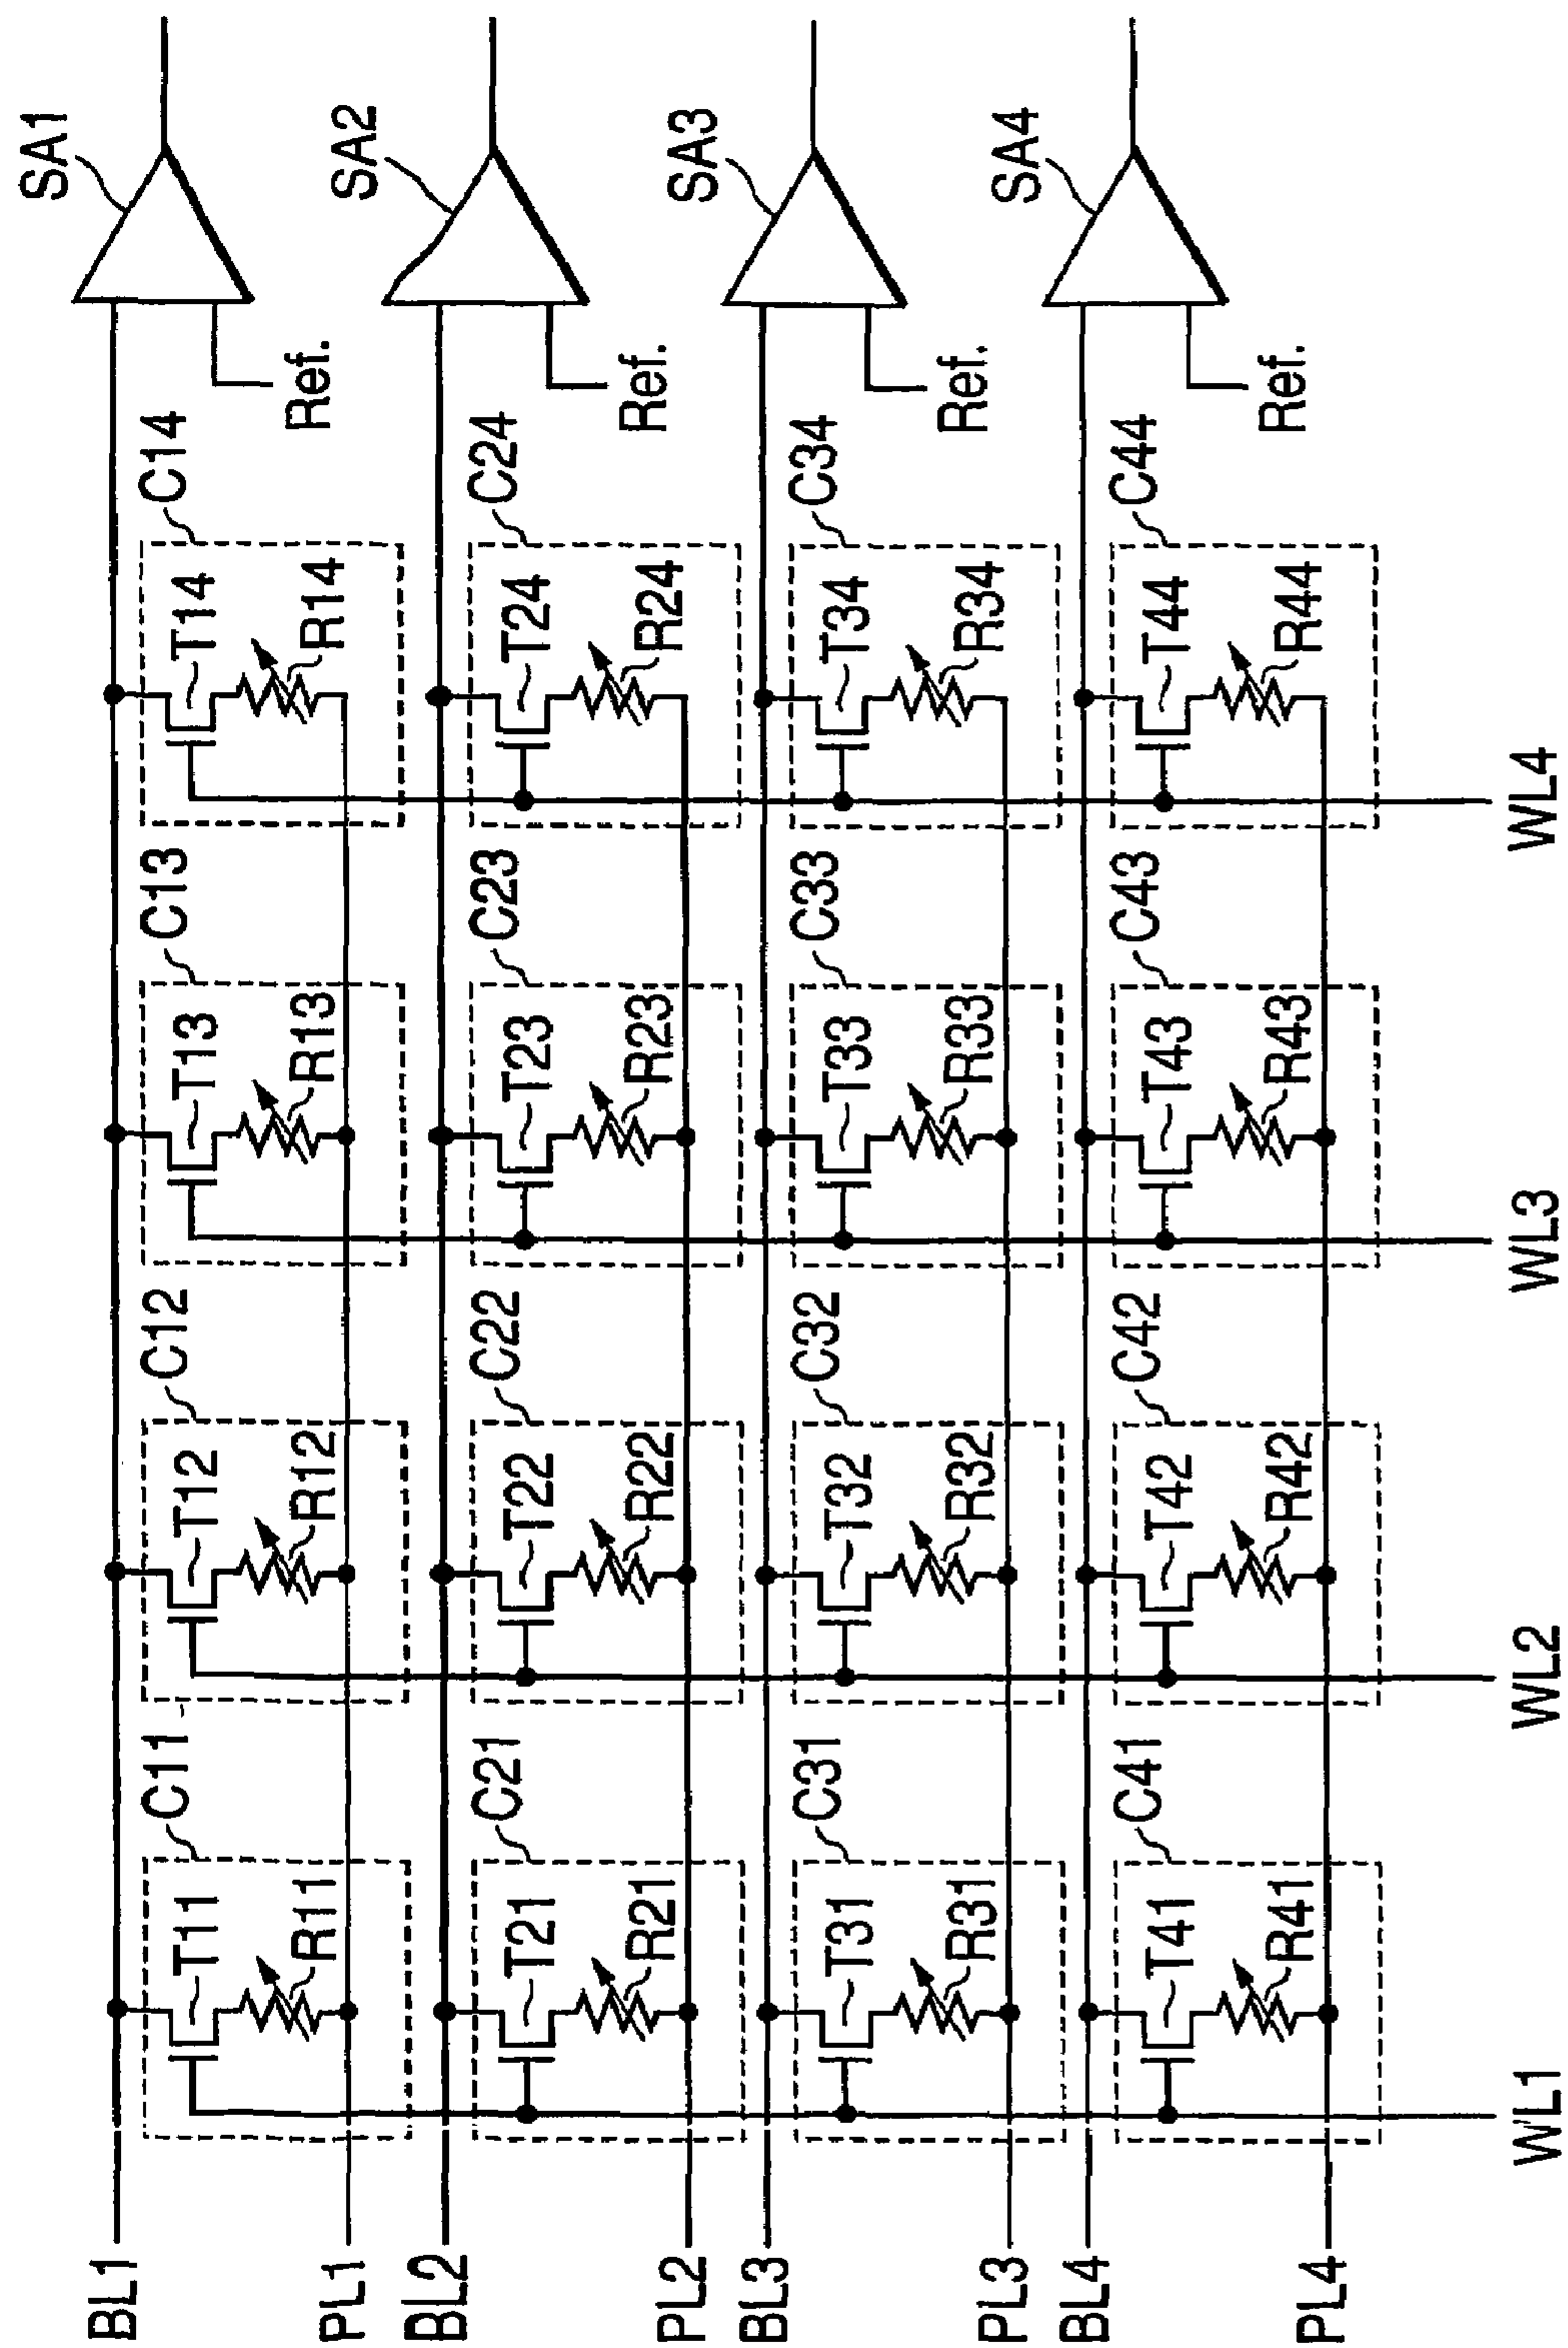 SA1
BL1
C11 C12 C13 C14
T11 T12 T13 T14
R11 R12 R13 R14 Ref.
PL1
SA2
BL2
C21 C22 C23 C24
T21 T22 T23 T24
R21 R22 R23 R24 Ref.
PL2
SA3
BL3
C31 C32 C33 C34
T31 T32 T33 T34
R31 R32 R33 R34 Ref.
PL3
SA4
BL4
C41 C42 C43 C44
T41 T42 T43 T44
R41 R42 R43 R44 Ref.
PL4
WL1 WL2 WL3 WL4